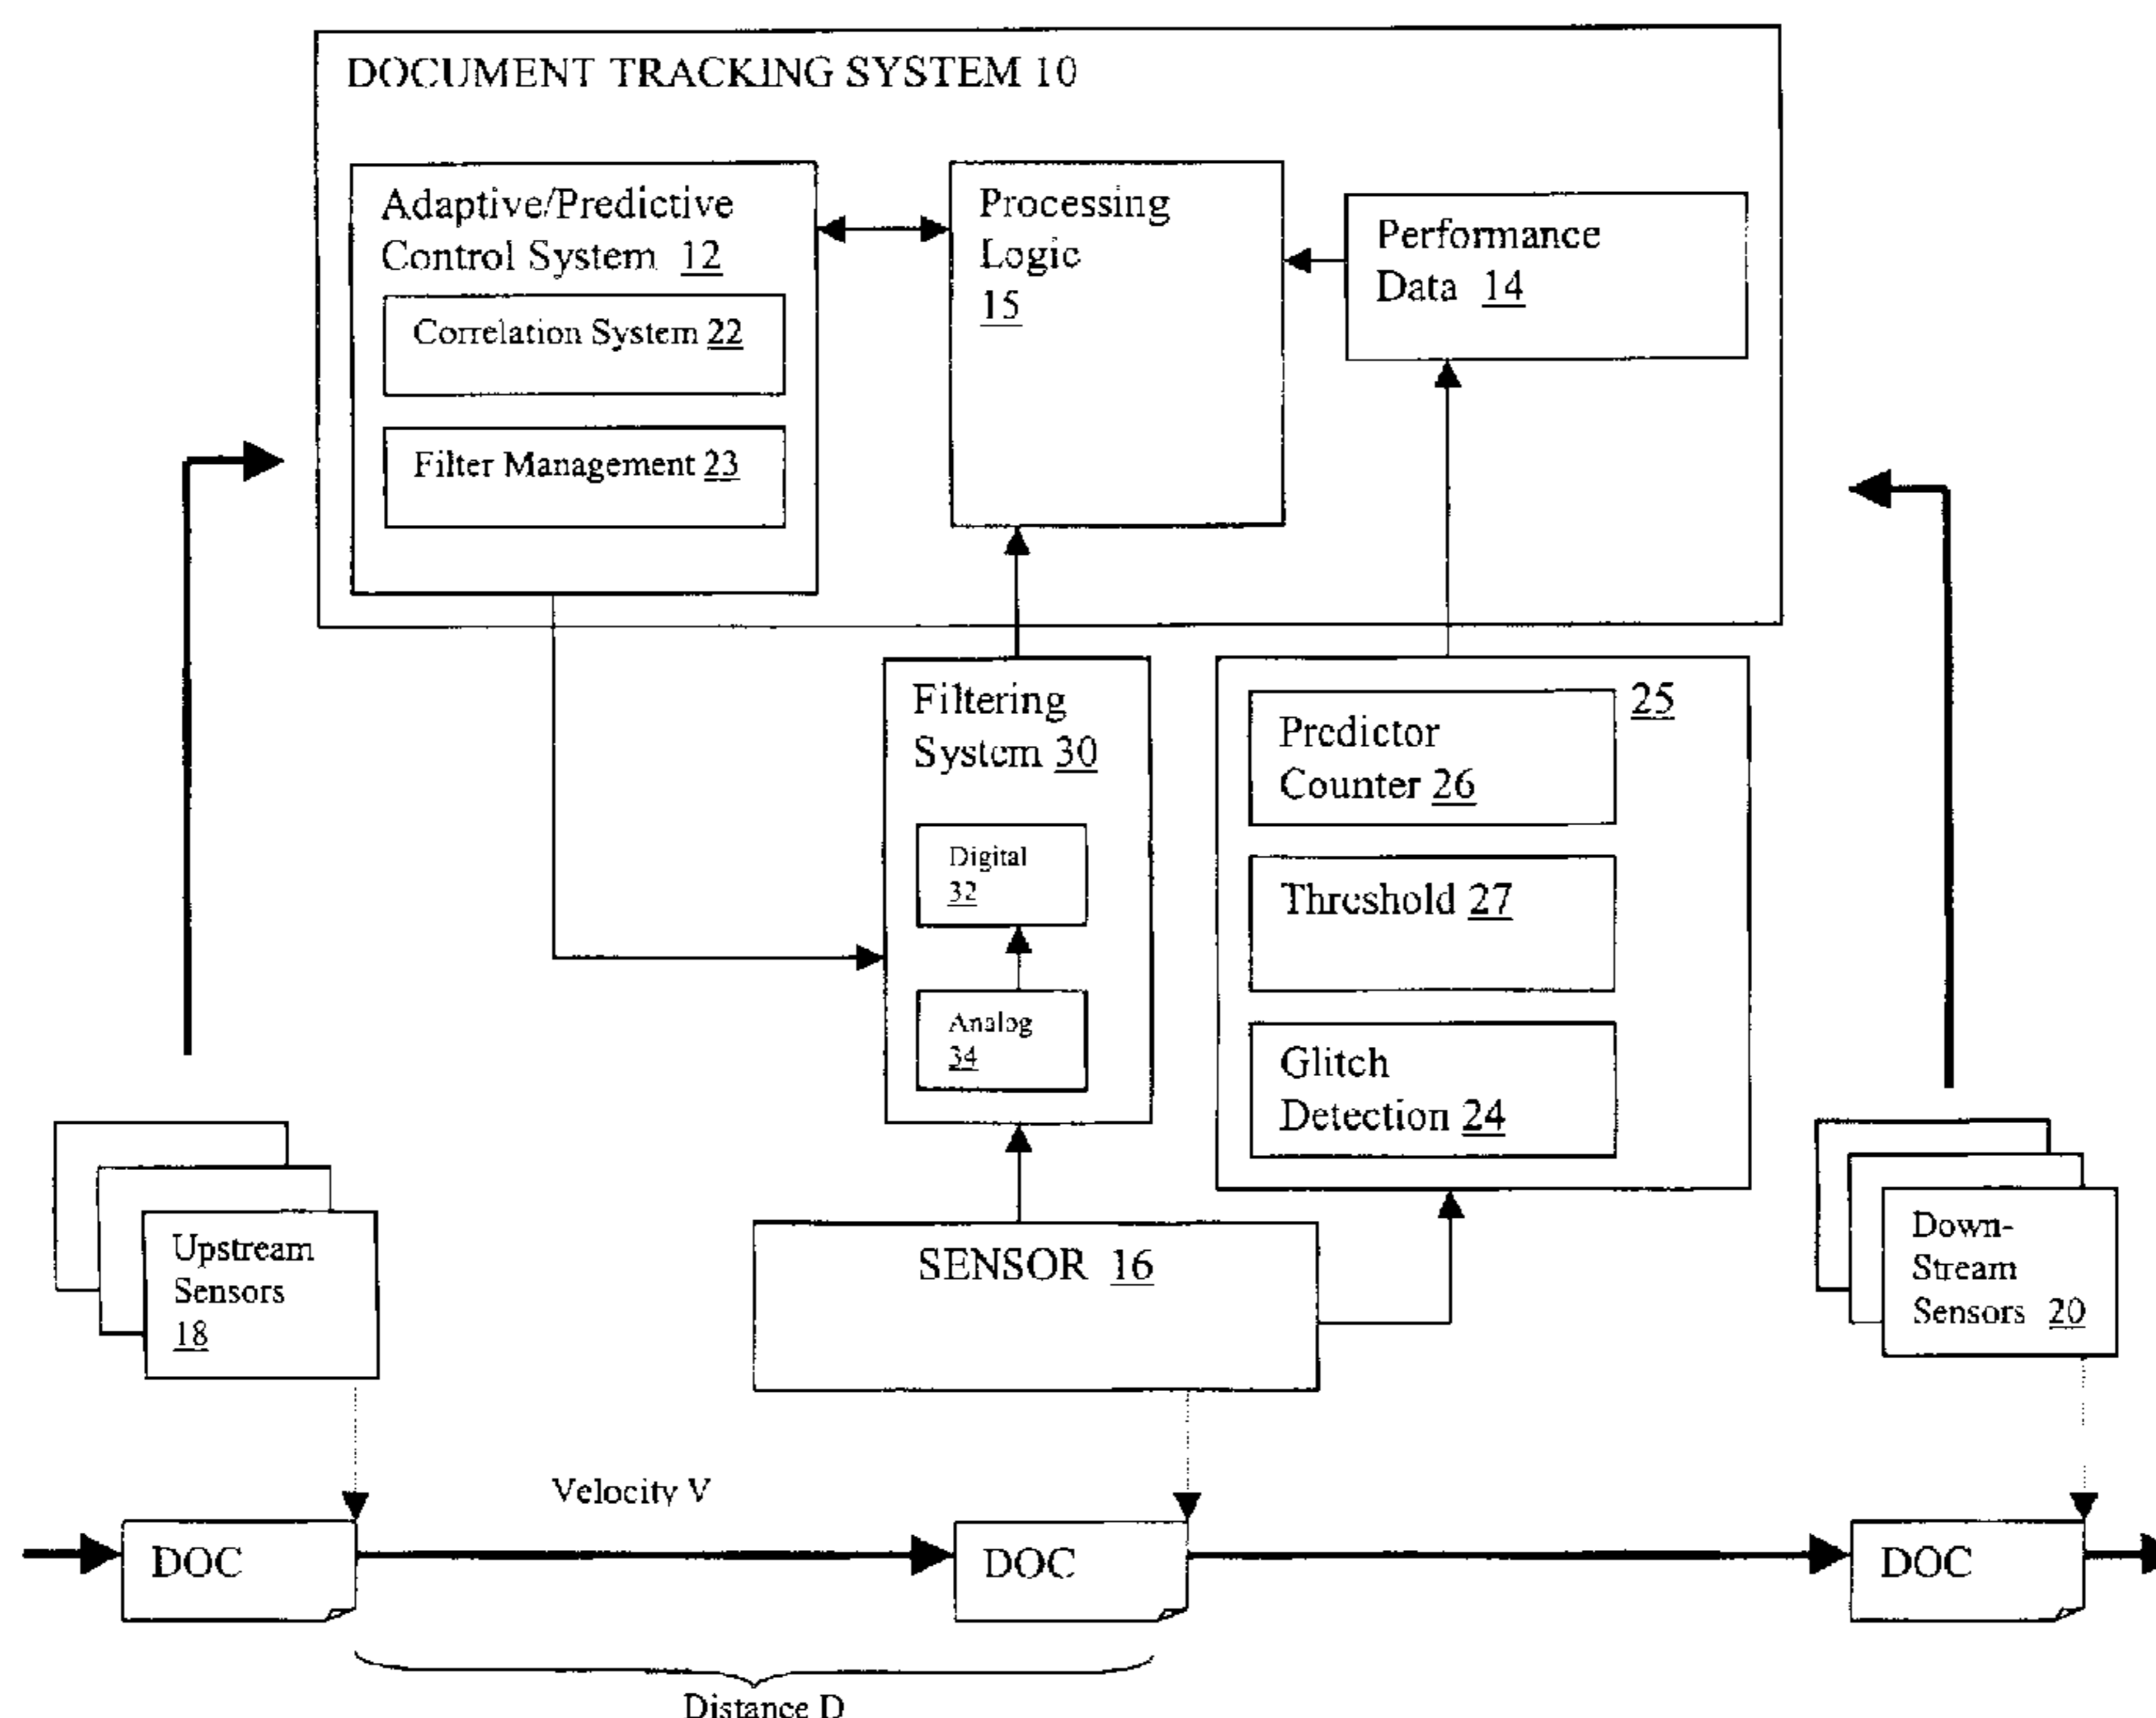 DOCUMENT TRACKING SYSTEM 10
Adaptive/Predictive
Control System 12
Correlation System 22
Filter Management 23
Processing
Logic
15
Performance
Data 14
Filtering
System 30
Digital
32
Analog
34
25
Predictor
Counter 26
Threshold 27
Glitch
Detection 24
Upstream
Sensors
18
SENSOR 16
Down-
Stream
Sensors 20
Velocity V
DOC
DOC
DOC
Distance D